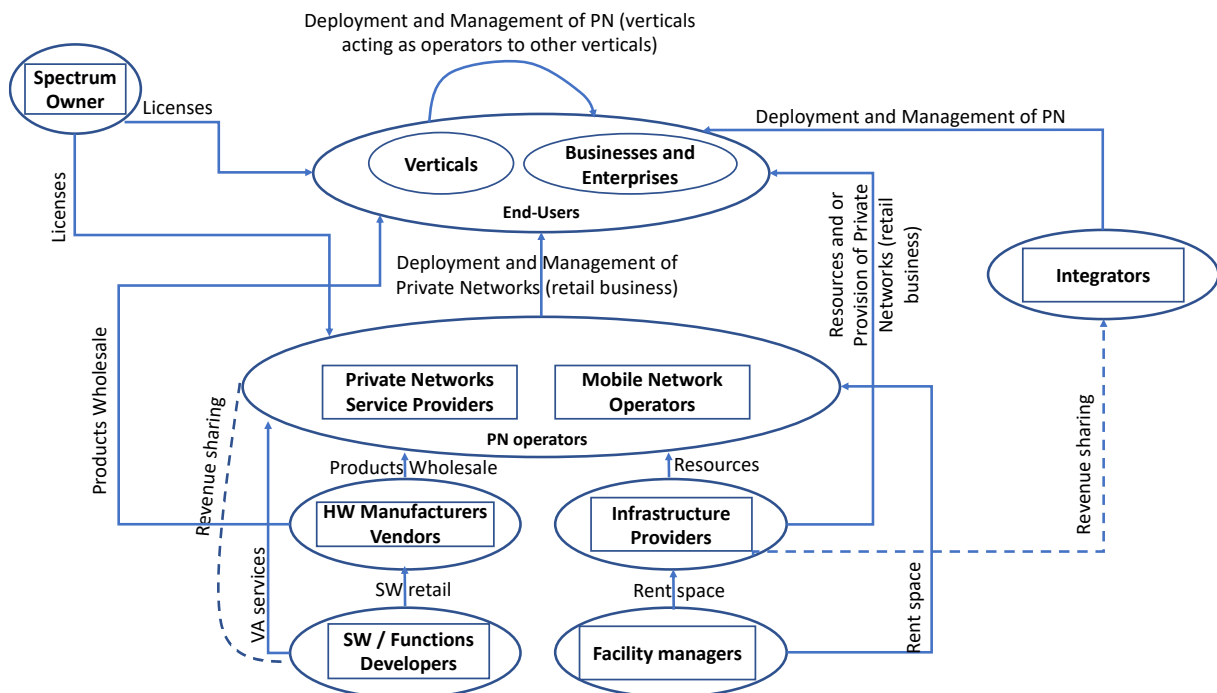 Deployment and Management of PN (verticals
acting as operators to other verticals)
Spectrum
Owner
Licenses
Deployment and Management of PN
Verticals
Businesses and
Enterprises
End-Users
Licenses
Resources and or
Provision of Private
Networks (retail
business)
Integrators
Deployment and Management of
Private Networks (retail business)
Products Wholesale
Private Networks
Service Providers
Mobile Network
Operators
PN operators
Revenue sharing
Revenue sharing
Products Wholesale
Resources
HW Manufacturers
Vendors
Infrastructure
Providers
VA services
SW retail
Rent space
Rent space
SW / Functions
Developers
Facility managers